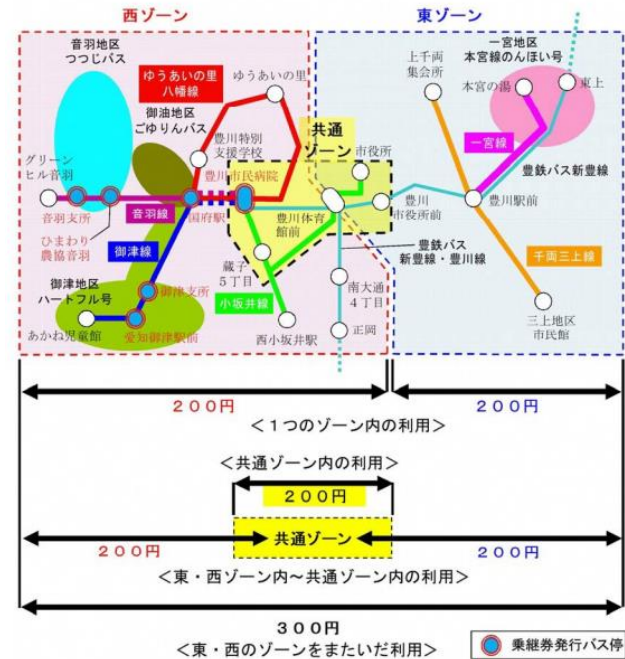 西ゾーン
東ゾーン
音羽地区
つつじバス
ゆうあいの里
八幡線
ゆうあいの里
御油地区
ごゆりんバス
豊川特別
支援学校
豊川市民病院
共通
ゾーン
市役所
上千両
集会所
一宮地区
本宮線のんほい号
本宮の湯
東上
一宮線
豊鉄バス新豊線
グリーン
ヒル音羽
音羽支所
音羽線
国府駅
ひまわり
農協音羽
御津線
豊川体育
館前
豊川
市役所前
豊川駅前
豊鉄バス
新豊線・豊川線
千両三上線
御津地区
ハートフル号
御津支所
蔵子
5丁目
小坂井線
南大通
4丁目
正岡
三上地区
市民館
あかね児童館
愛知御津駅前
西小坂井駅
200円
200円
<1つのゾーン内の利用>
<共通ゾーン内の利用>
200円
共通ゾーン
200円
200円
<東・西ゾーン内~共通ゾーン内の利用>
300円
<東・西のゾーンをまたいだ利用>
乗継券発行バス停